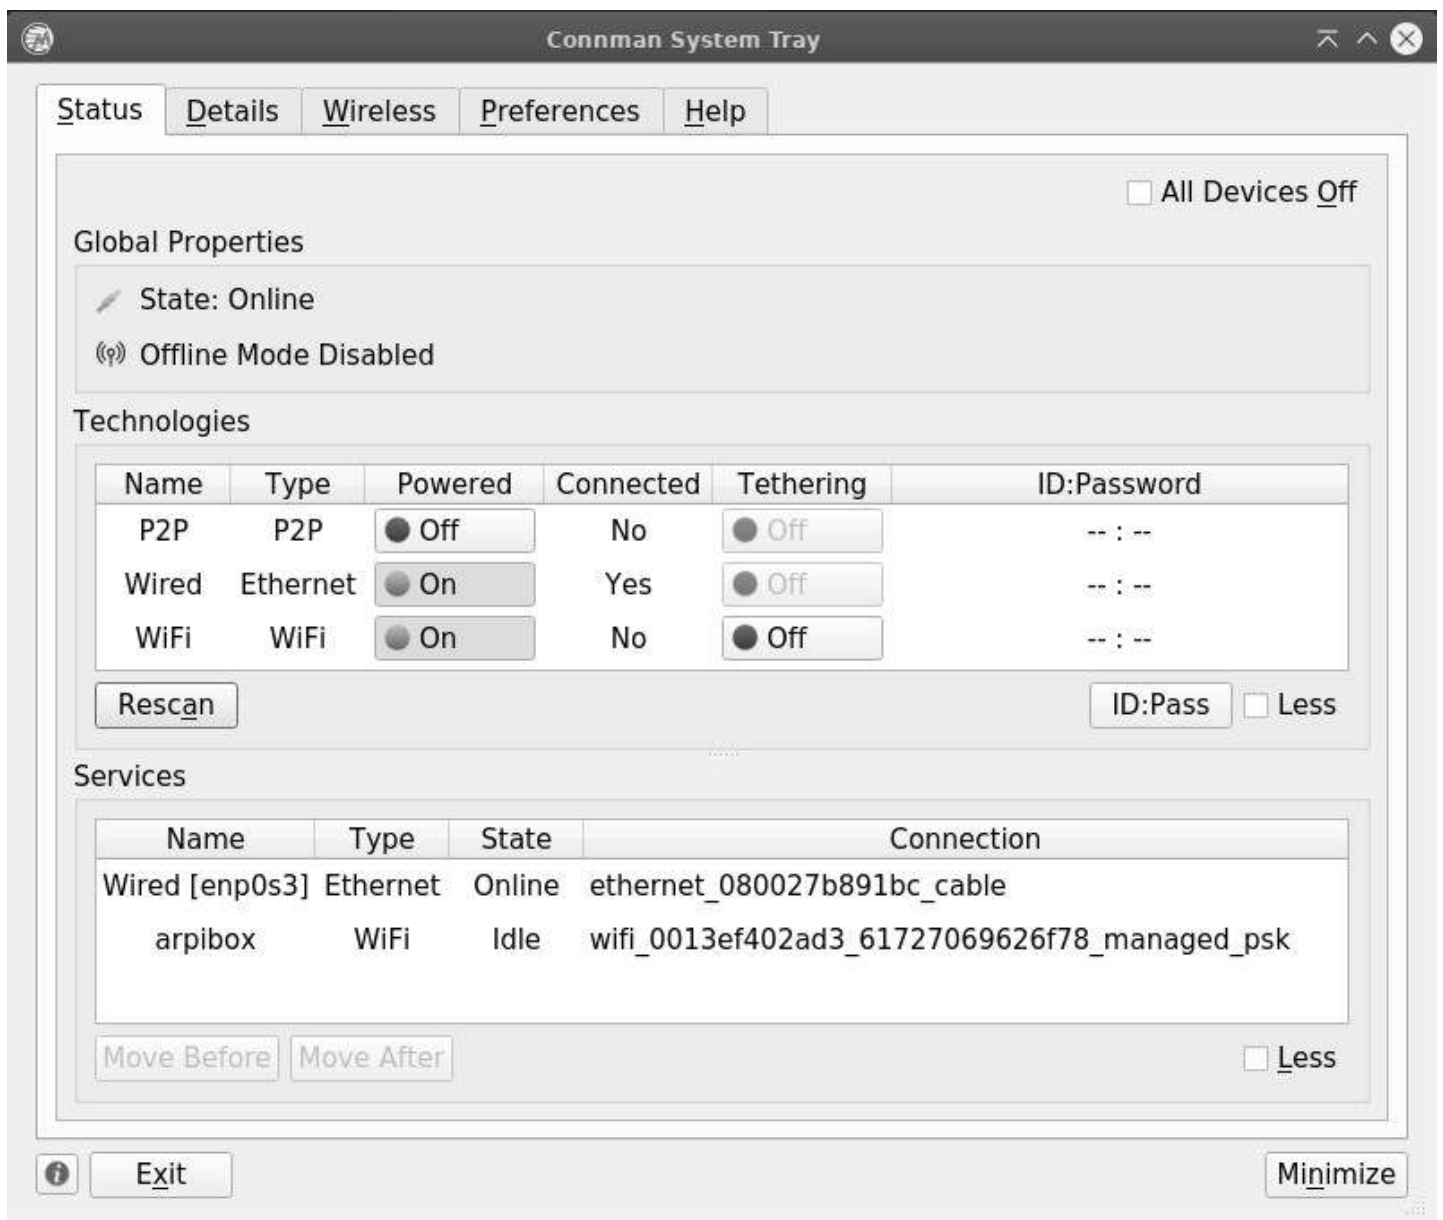 Connman System Tray
Status Details Wireless Preferences Help
All Devices Off
Global Properties
State: Online
Offline Mode Disabled
Technologies
Name Type Powered Connected Tethering ID:Password
P2P P2P Off No Off -- : --
Wired Ethernet On Yes Off -- : --
WiFi WiFi On No Off -- : --
Rescan ID:Pass Less
Services
Name Type State Connection
Wired [enp0s3] Ethernet Online ethernet_080027b891bc_cable
arpibox WiFi Idle wifi_0013ef402ad3_61727069626f78_managed_psk
Move Before Move After Less
Exit Minimize